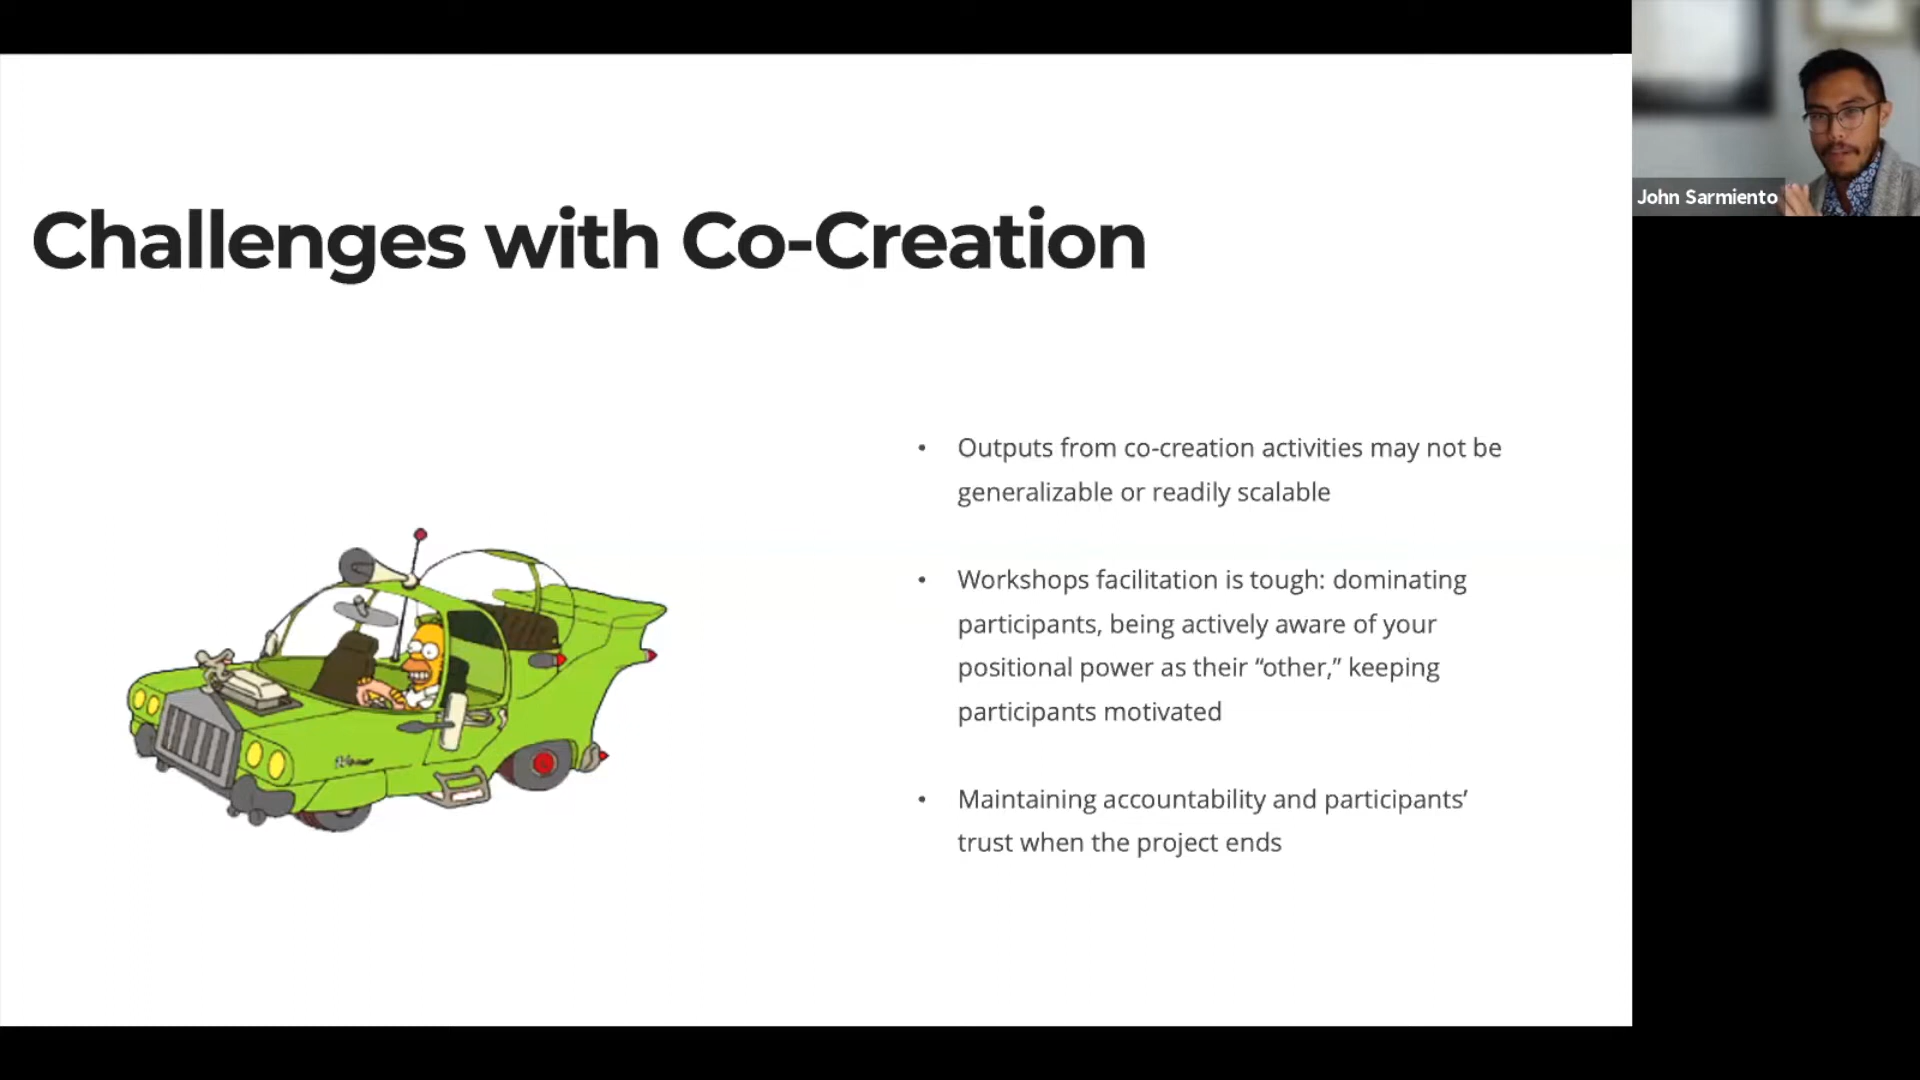 Challenges with Co-Creation
• Outputs from co-creation activities may not be
generalizable or readily scalable
• Workshops facilitation is tough: dominating
participants, being actively aware of your
positional power as their “other,” keeping
participants motivated
• Maintaining accountability and participants’
trust when the project ends
John Sarmiento